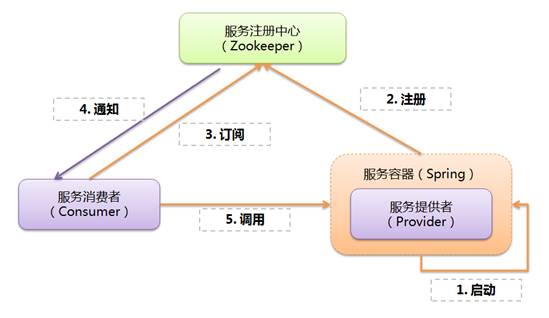 服务注册中心
（Zookeeper）
4. 通知
2. 注册
3. 订阅
服务消费者
（Consumer）
服务容器（Spring）
服务提供者
（Provider）
5. 调用
1. 启动